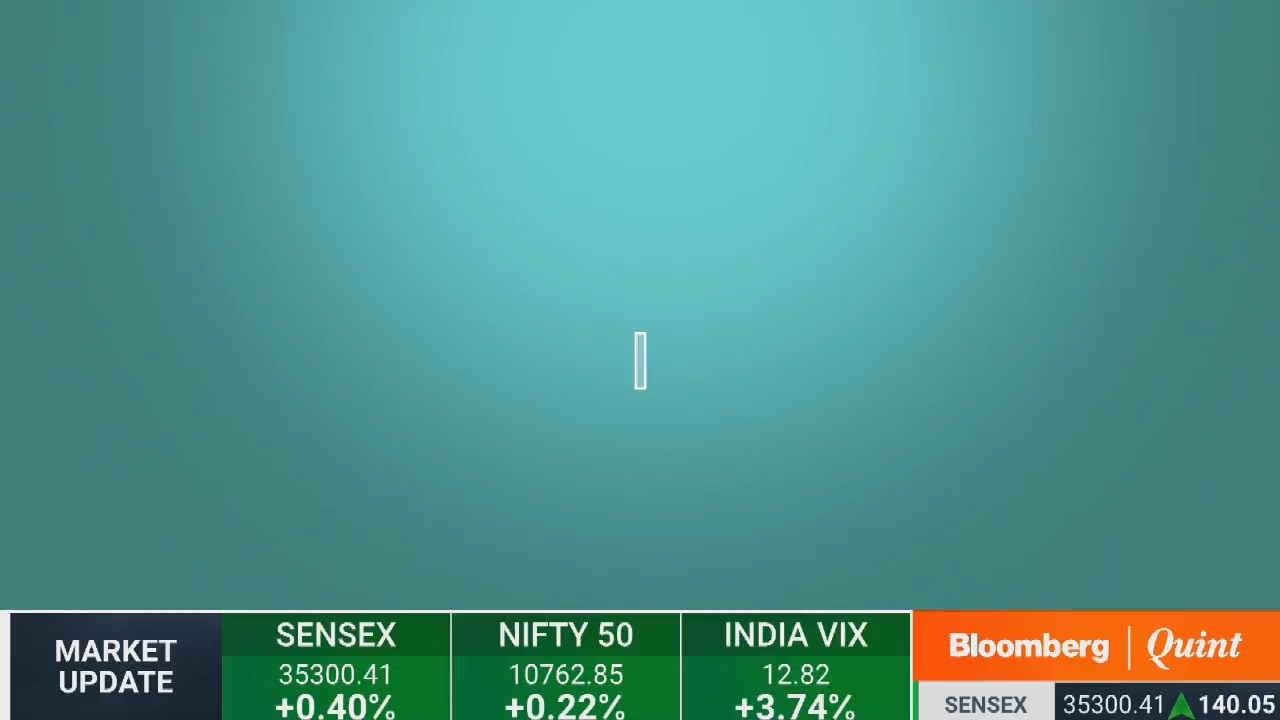 MARKET
UPDATE
SENSEX
35300.41
+0.40%
NIFTY 50
10762.85
+0.22%
INDIA VIX
12.82
+3.74%
Bloomberg | Quint
SENSEX 35300.41 ▲ 140.05